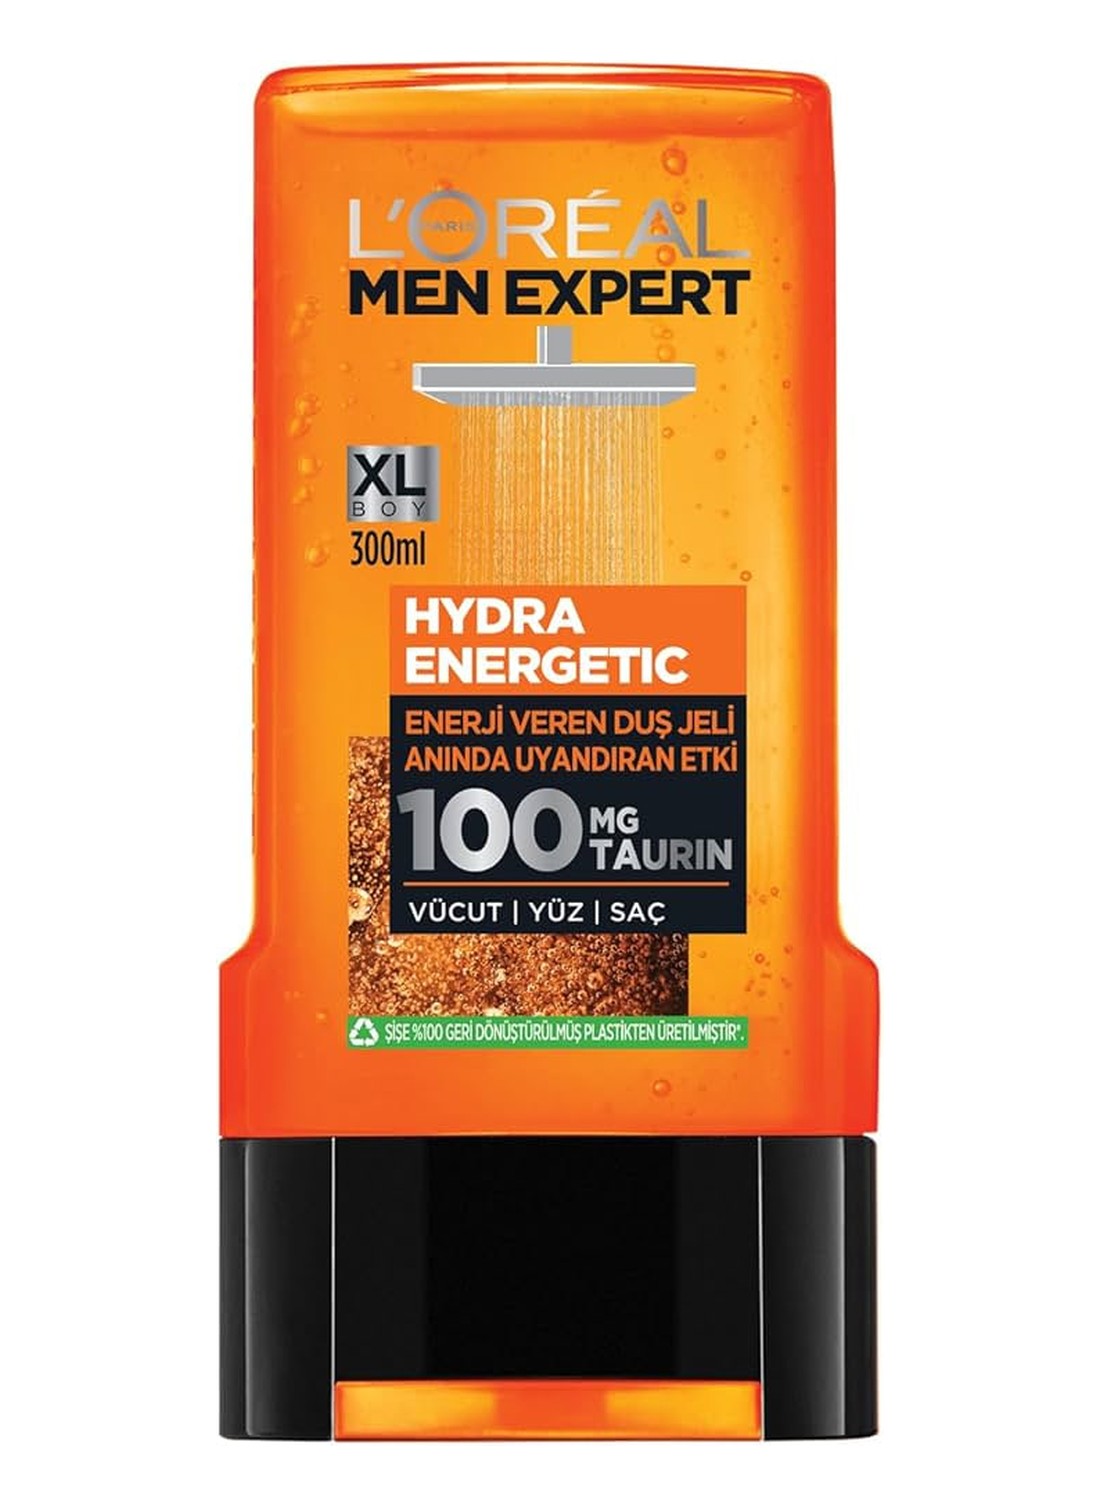 L'ORÉAL
PARIS
MEN EXPERT
XL
BOY
300ml
HYDRA
ENERGETIC
ENERJİ VEREN DUŞ JELİ
ANINDA UYANDIRAN ETKİ
100 MG
TAURIN
VÜCUT | YÜZ | SAÇ
ŞİŞE %100 GERİ DÖNÜŞTÜRÜLMÜŞ PLASTİKTEN ÜRETİLMİŞTİR*.